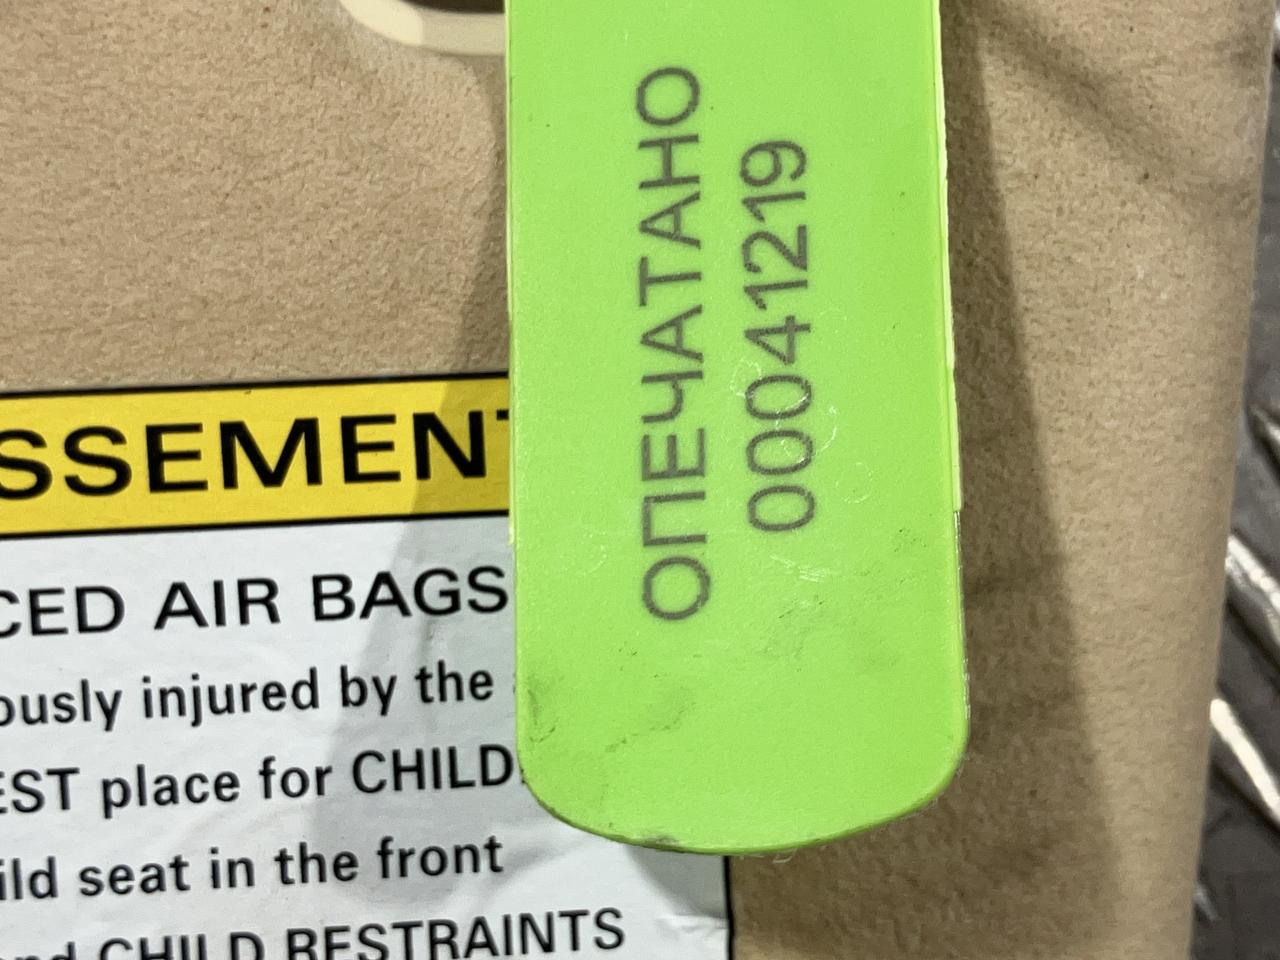 ОПЕЧАТАНО
00041219
SSEMENT
CED AIR BAGS
ously injured by the
EST place for CHILD
ild seat in the front
nd CHILD RESTRAINTS